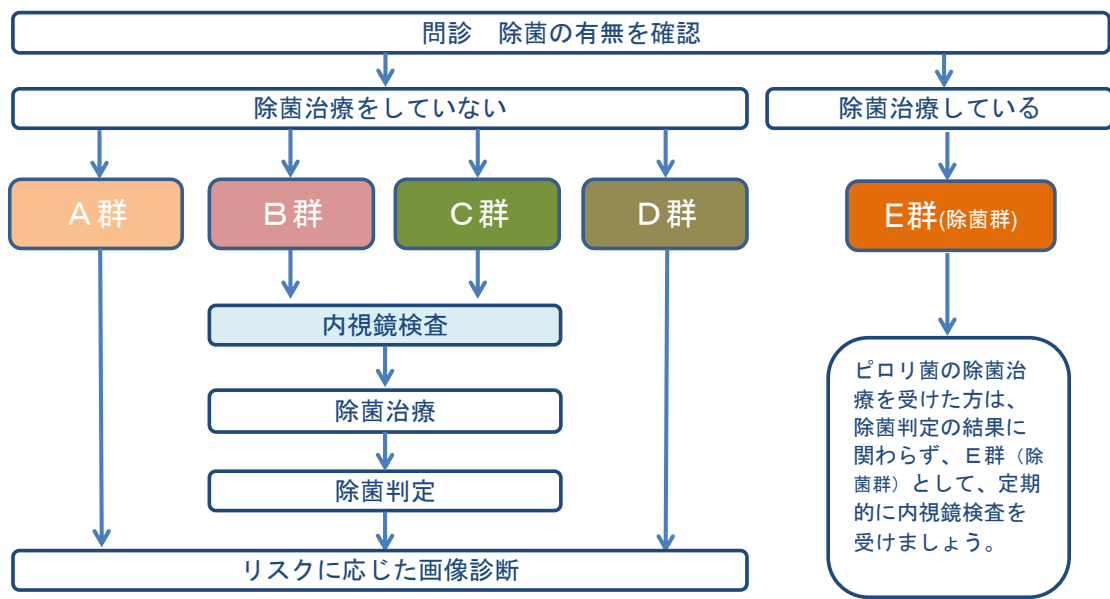 問診　除菌の有無を確認
除菌治療をしていない
除菌治療している
A群
B群
C群
D群
E群(除菌群)
内視鏡検査
除菌治療
除菌判定
リスクに応じた画像診断
ピロリ菌の除菌治
療を受けた方は、
除菌判定の結果に
関わらず、E群（除
菌群）として、定期
的に内視鏡検査を
受けましょう。